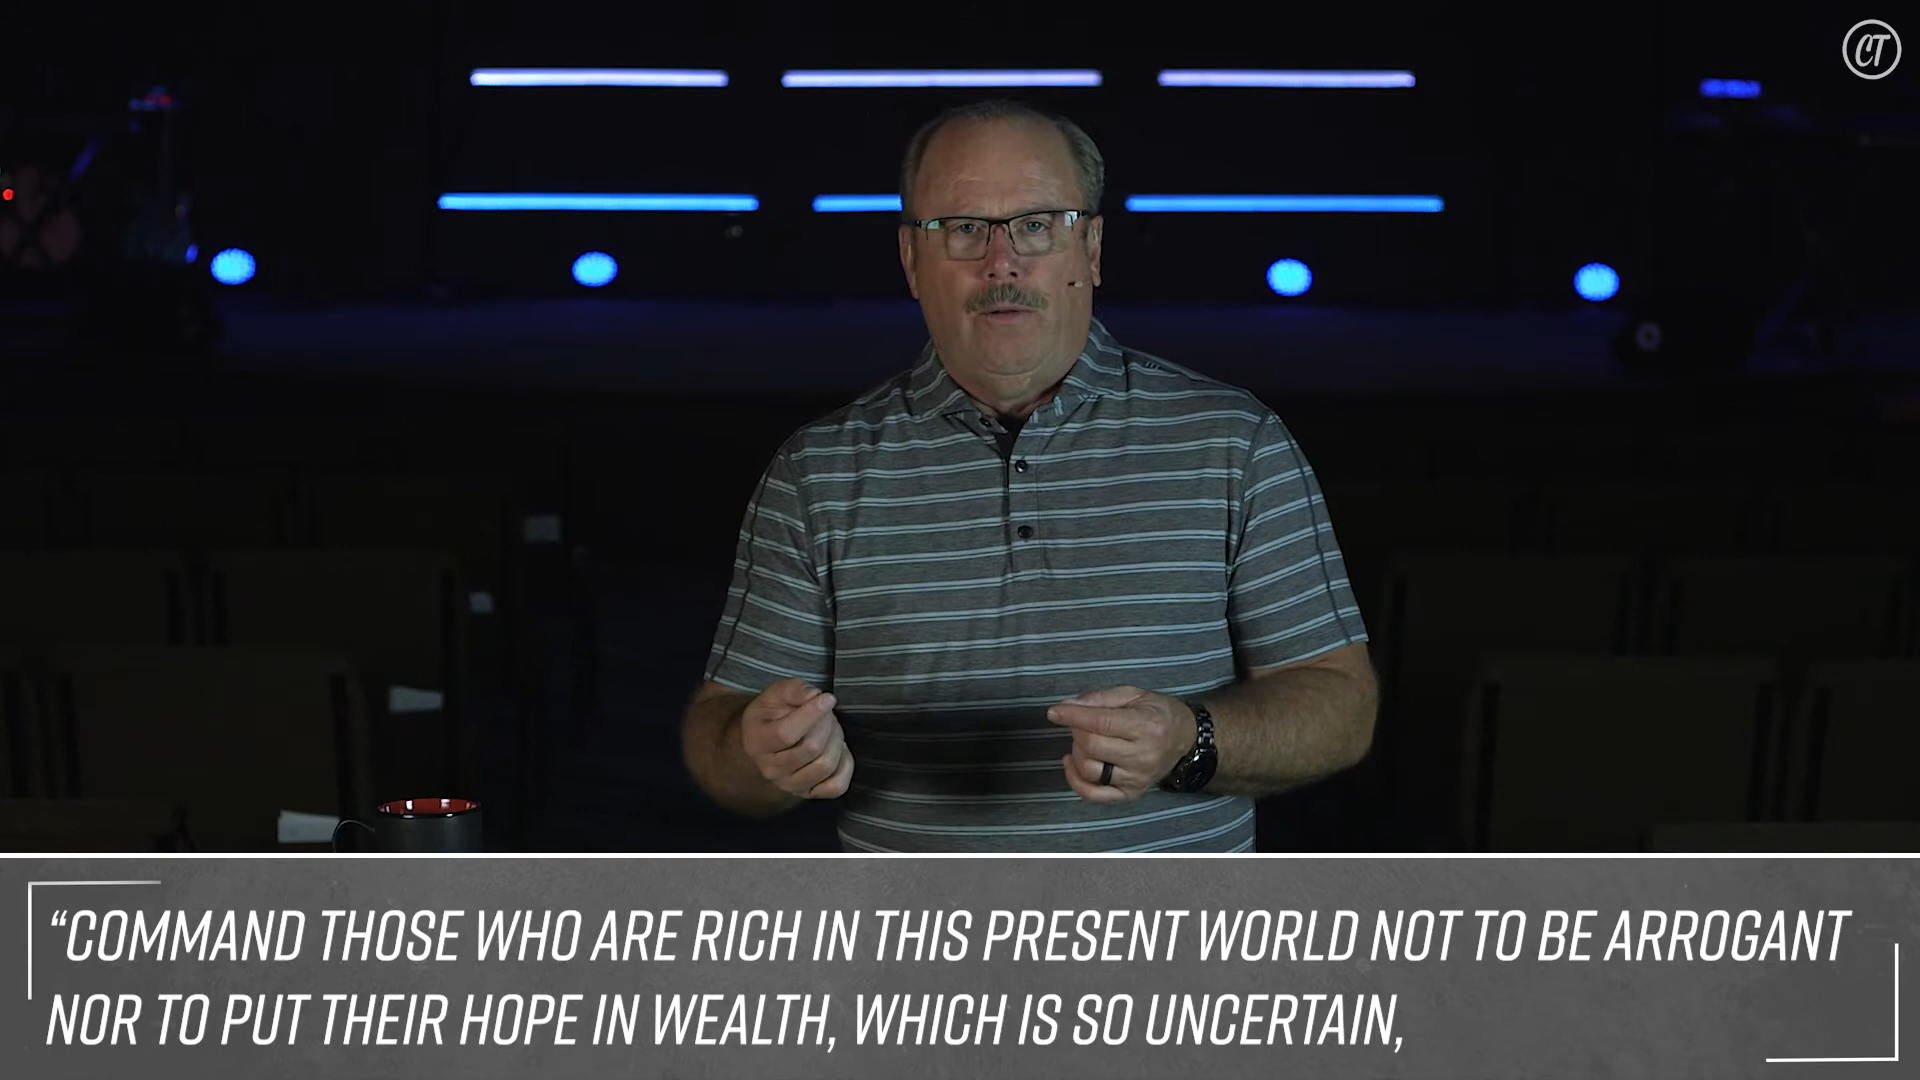 CT
“COMMAND THOSE WHO ARE RICH IN THIS PRESENT WORLD NOT TO BE ARROGANT
NOR TO PUT THEIR HOPE IN WEALTH, WHICH IS SO UNCERTAIN,